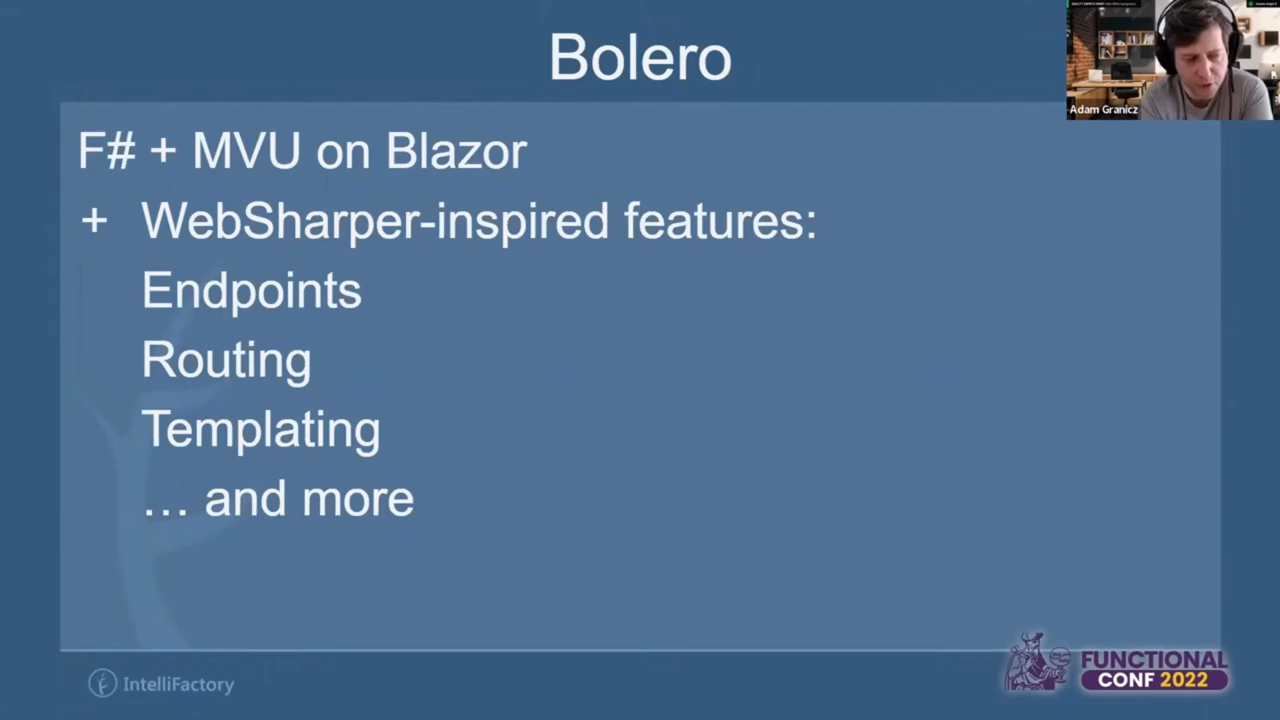 Bolero
Adam Granicz
F# + MVU on Blazor
+ WebSharper-inspired features:
Endpoints
Routing
Templating
… and more
IntelliFactory
FUNCTIONAL
CONF 2022